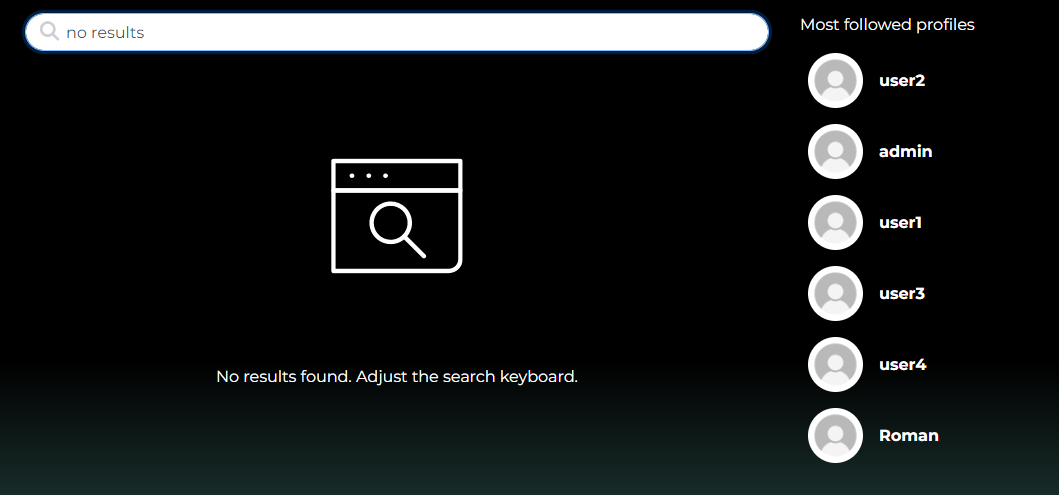 no results
No results found. Adjust the search keyboard.
Most followed profiles
user2
admin
user1
user3
user4
Roman